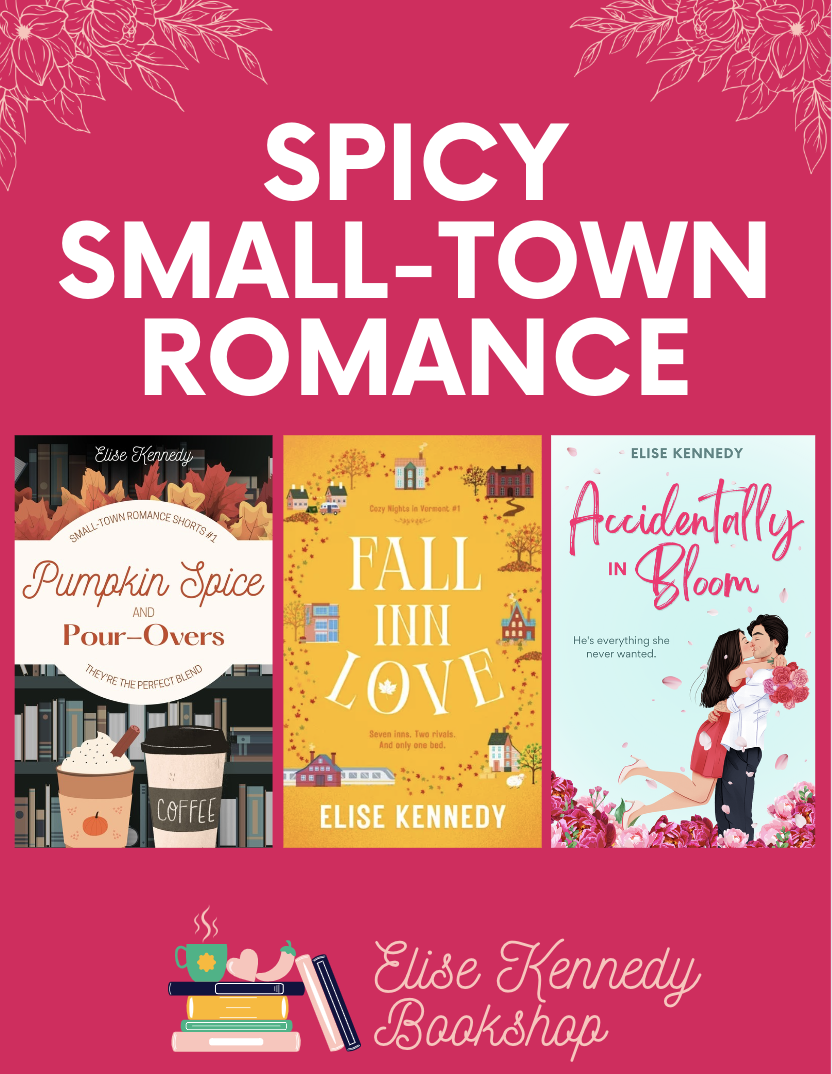 SPICY
SMALL-TOWN
ROMANCE
Elise Kennedy
SMALL-TOWN ROMANCE SHORTS #1
Pumpkin Spice
AND
Pour-Overs
THEY'RE THE PERFECT BLEND
COFFEE
Cozy Nights in Vermont, #1
FALL
INN
LOVE
Seven inns. Two rivals.
And only one bed.
ELISE KENNEDY
ELISE KENNEDY
Accidentally
IN Bloom
He's everything she
never wanted.
Elise Kennedy
Bookshop